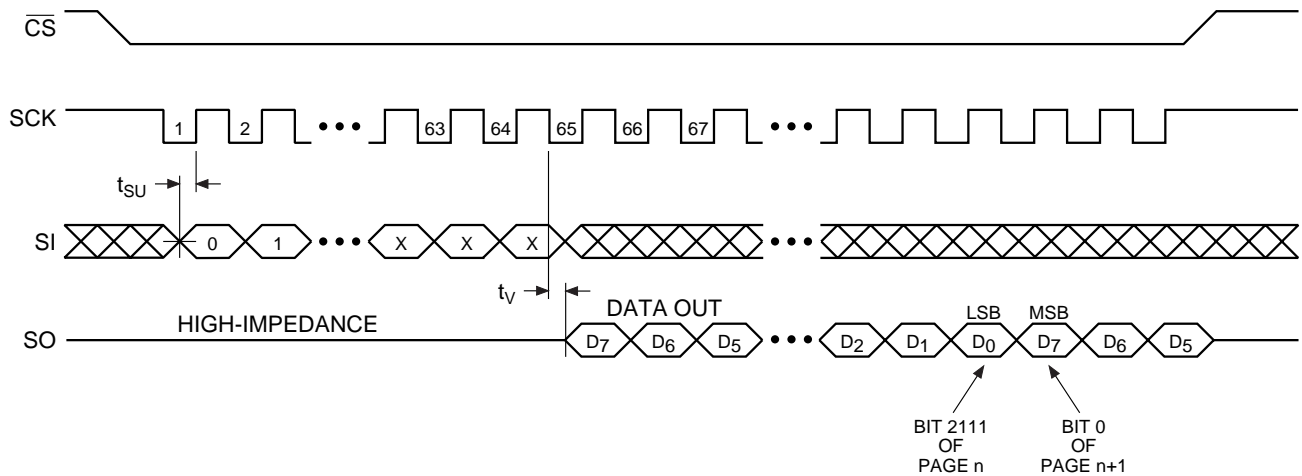 CS
SCK 1 2 ••• 63 64 65 66 67 •••
tSU
SI 0 1 ••• X X X •••
tV
HIGH-IMPEDANCE DATA OUT LSB MSB
SO D7 D6 D5 ••• D2 D1 D0 D7 D6 D5
BIT 2111
OF
PAGE n
BIT 0
OF
PAGE n+1